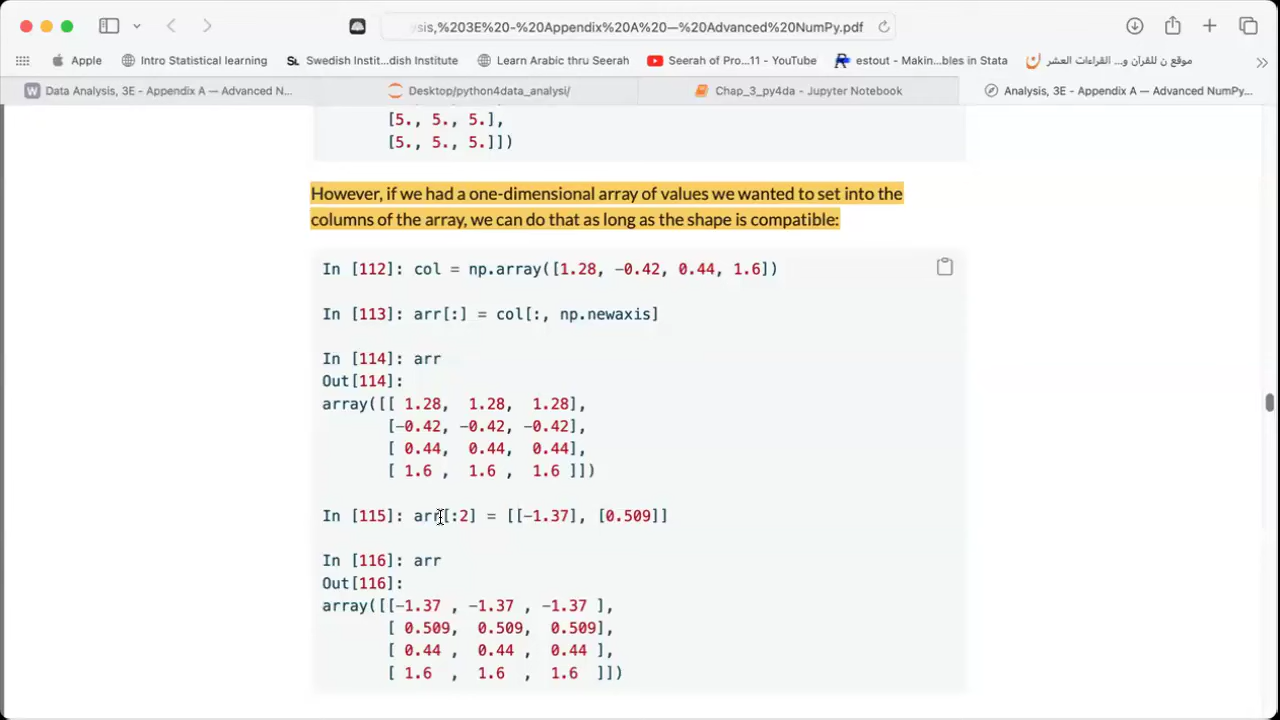 ysis,%203E%20-%20Appendix%20A%20—%20Advanced%20NumPy.pdf
Apple
Intro Statistical learning
SL Swedish Instit...dish Institute
Learn Arabic thru Seerah
Seerah of Pro...11 - YouTube
estout - Makin...bles in Stata
موقع ن للقرآن و... القراءات العشر
W Data Analysis, 3E - Appendix A — Advanced N...
Desktop/python4data_analysi/
Chap_3_py4da - Jupyter Notebook
Analysis, 3E - Appendix A — Advanced NumPy...
[5., 5., 5.],
[5., 5., 5.]])
However, if we had a one-dimensional array of values we wanted to set into the
columns of the array, we can do that as long as the shape is compatible:
In [112]: col = np.array([1.28, -0.42, 0.44, 1.6])
In [113]: arr[:] = col[:, np.newaxis]
In [114]: arr
Out[114]:
array([[ 1.28,  1.28,  1.28],
[-0.42, -0.42, -0.42],
[ 0.44,  0.44,  0.44],
[ 1.6 ,  1.6 ,  1.6 ]])
In [115]: arr[:2] = [[-1.37], [0.509]]
In [116]: arr
Out[116]:
array([[-1.37 , -1.37 , -1.37 ],
[ 0.509,  0.509,  0.509],
[ 0.44 ,  0.44 ,  0.44 ],
[ 1.6  ,  1.6  ,  1.6  ]])